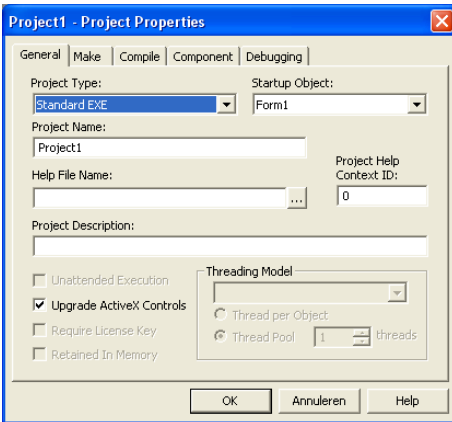 Project1 - Project Properties
General Make Compile Component Debugging
Project Type: Startup Object:
Standard EXE Form1
Project Name:
Project1
Project Help
Help File Name: Context ID:
... 0
Project Description:
Unattended Execution Threading Model
Upgrade ActiveX Controls
Thread per Object
Require License Key
Thread Pool 1 threads
Retained In Memory
OK Annuleren Help